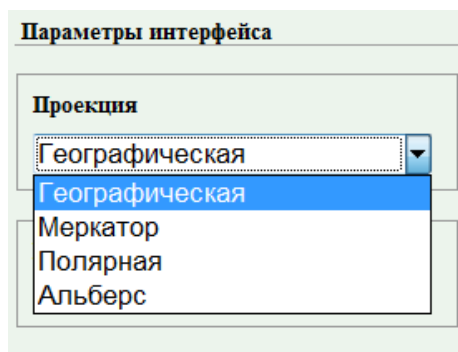 Параметры интерфейса
Проекция
Географическая
Географическая
Меркатор
Полярная
Альберс